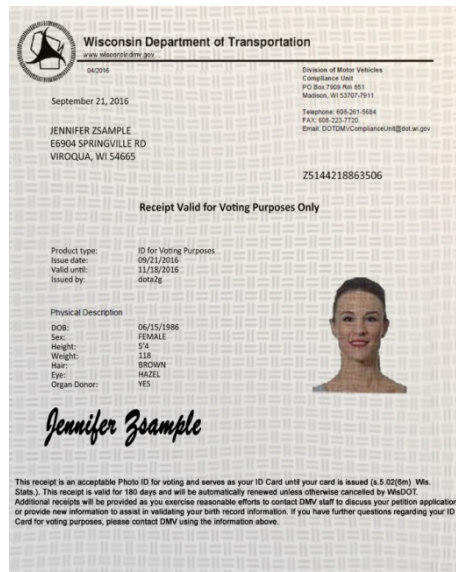 Wisconsin Department of Transportation
www.wisconsindmv.gov
04/2016
Division of Motor Vehicles
Compliance Unit
PO Box 7909 Rm 851
Madison, WI 53707-7911
Telephone: 608-261-5684
FAX: 608-223-7720
Email: DOTDMVComplianceUnit@dot.wi.gov
September 21, 2016
JENNIFER ZSAMPLE
E6904 SPRINGVILLE RD
VIROQUA, WI 54665
Z5144218863506
Receipt Valid for Voting Purposes Only
Product type: ID for Voting Purposes
Issue date: 09/21/2016
Valid until: 11/18/2016
Issued by: dota2g
Physical Description
DOB: 06/15/1986
Sex: FEMALE
Height: 5'4
Weight: 118
Hair: BROWN
Eye: HAZEL
Organ Donor: YES
Jennifer Zsample
This receipt is an acceptable Photo ID for voting and serves as your ID Card until your card is issued (s.5.02(6m) Wis.
Stats.). This receipt is valid for 180 days and will be automatically renewed unless otherwise cancelled by WisDOT.
Additional receipts will be provided as you exercise reasonable efforts to contact DMV staff to discuss your petition application
or provide new information to assist in validating your birth record information. If you have further questions regarding your ID
Card for voting purposes, please contact DMV using the information above.